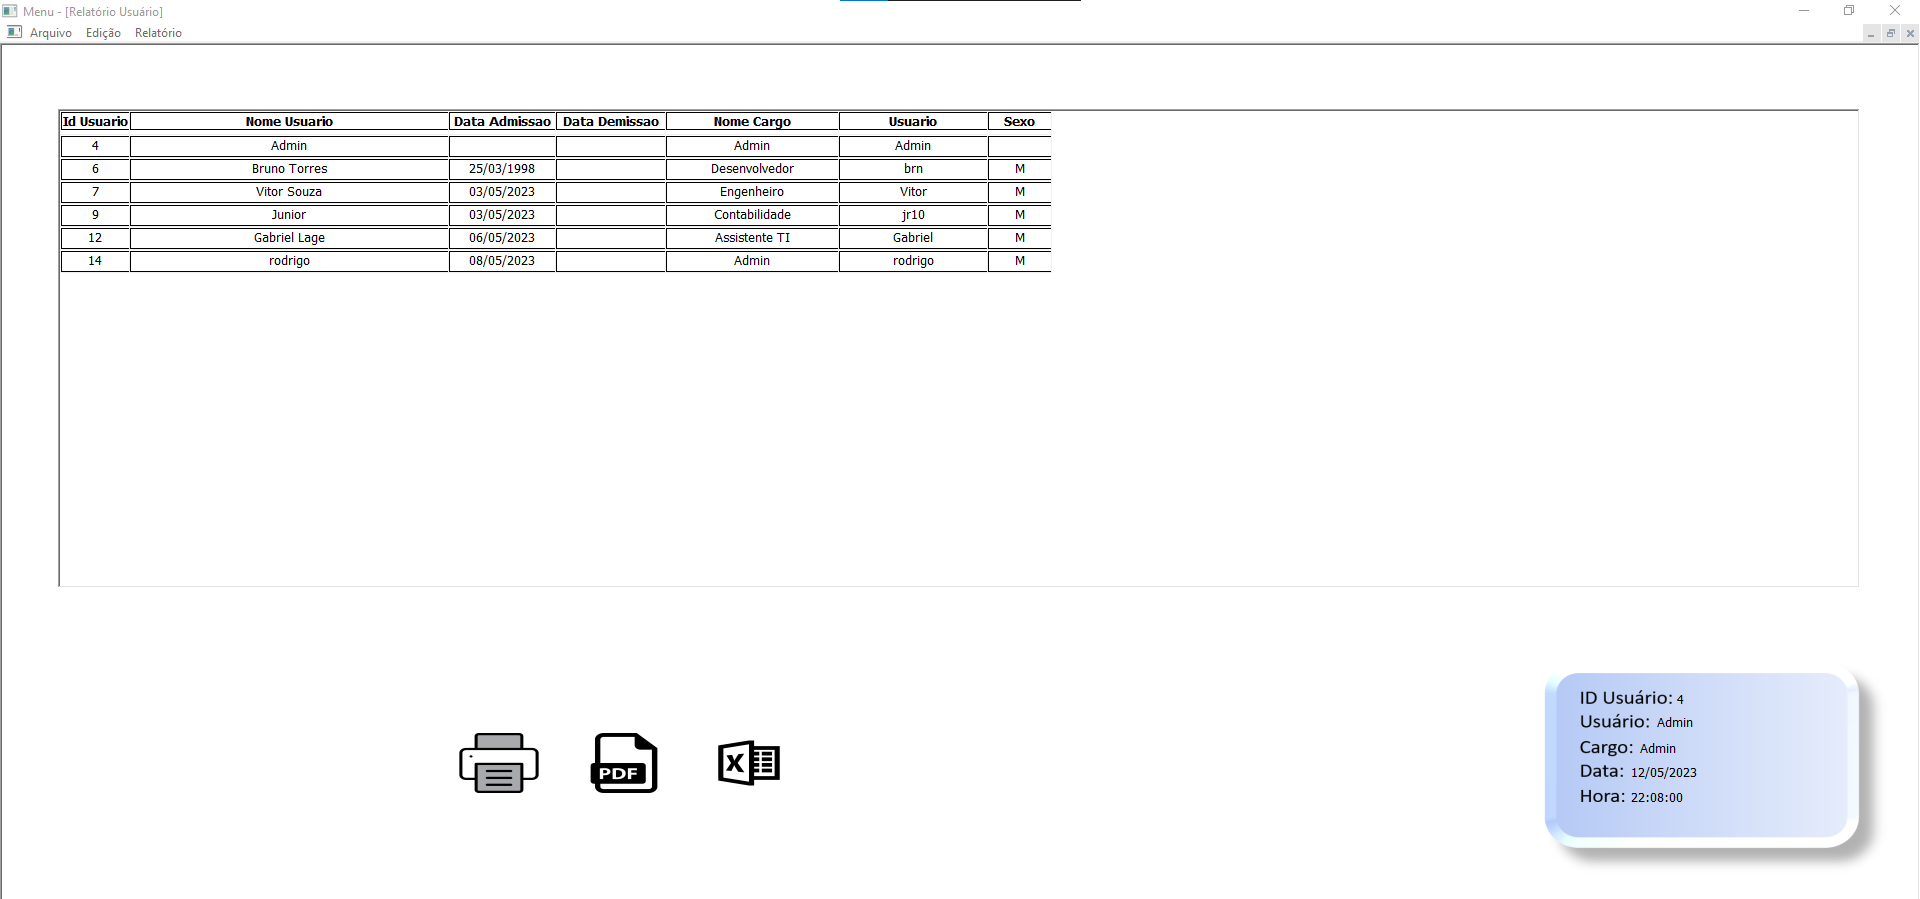 Menu - [Relatório Usuário]
Arquivo Edição Relatório
Id Usuario Nome Usuario Data Admissao Data Demissao Nome Cargo Usuario Sexo
4 Admin Admin Admin
6 Bruno Torres 25/03/1998 Desenvolvedor brn M
7 Vitor Souza 03/05/2023 Engenheiro Vitor M
9 Junior 03/05/2023 Contabilidade jr10 M
12 Gabriel Lage 06/05/2023 Assistente TI Gabriel M
14 rodrigo 08/05/2023 Admin rodrigo M
PDF
X
ID Usuário: 4
Usuário: Admin
Cargo: Admin
Data: 12/05/2023
Hora: 22:08:00